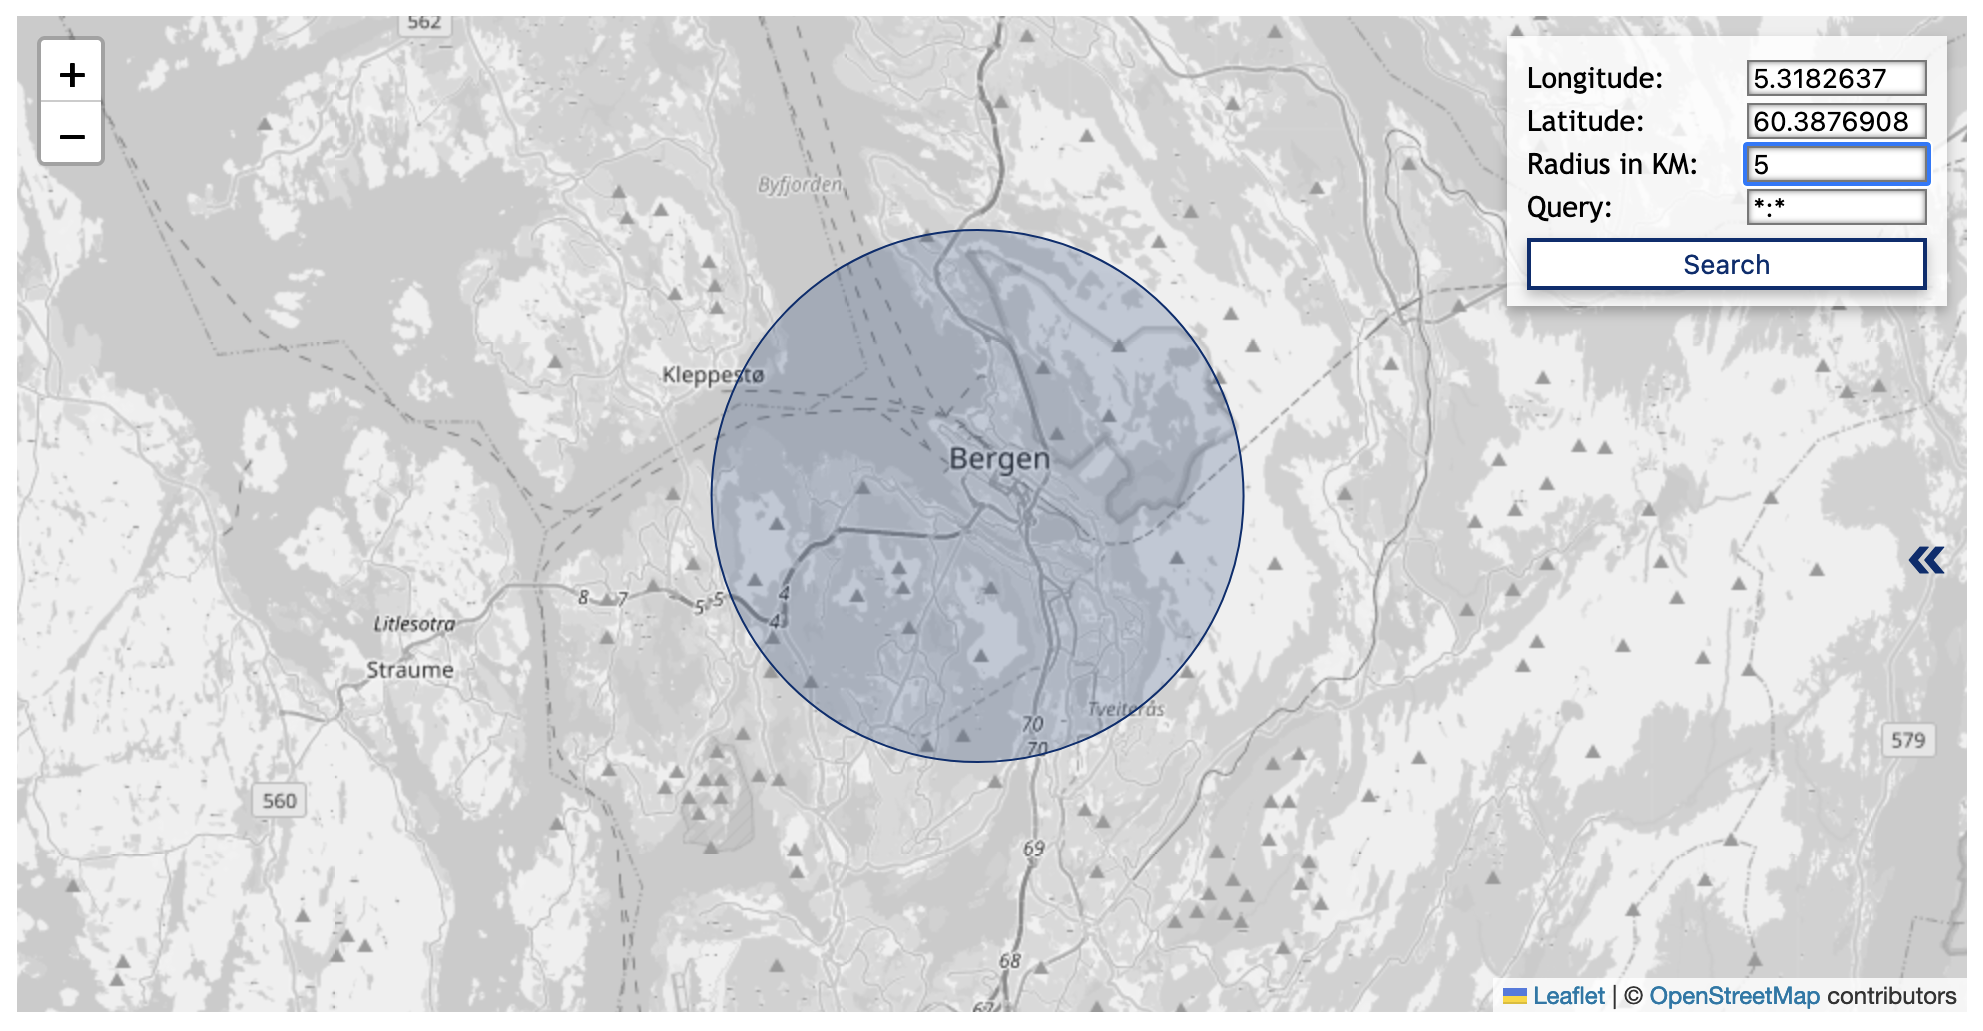 562
+
−
Longitude: 5.3182637
Latitude: 60.3876908
Radius in KM: 5
Query: *:*
Search
Byfjorden
Kleppestø
Bergen
«
8 7 5 5 4
4
Litlesotra
Straume
Tveiterås
70
70
579
560
69
68
67
Leaflet | © OpenStreetMap contributors